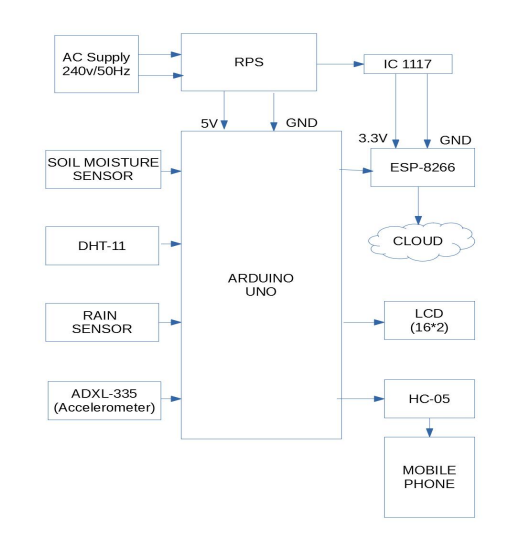 AC Supply
240v/50Hz
RPS
IC 1117
5V
GND
3.3V
GND
SOIL MOISTURE
SENSOR
ESP-8266
DHT-11
CLOUD
ARDUINO
UNO
RAIN
SENSOR
LCD
(16*2)
ADXL-335
(Accelerometer)
HC-05
MOBILE
PHONE